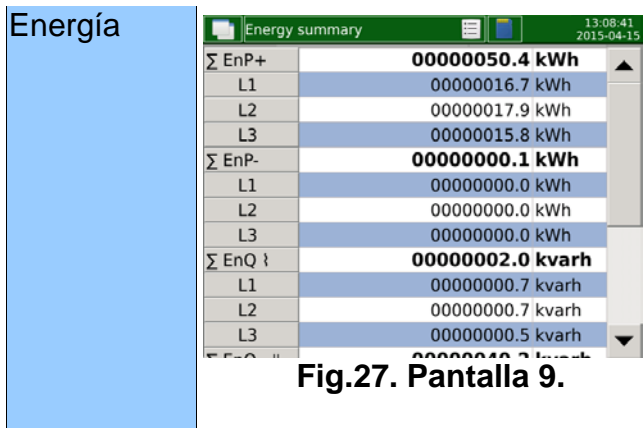 Energía
Energy summary 13:08:41
2015-04-15
∑ EnP+ 00000050.4 kWh
L1 00000016.7 kWh
L2 00000017.9 kWh
L3 00000015.8 kWh
∑ EnP- 00000000.1 kWh
L1 00000000.0 kWh
L2 00000000.0 kWh
L3 00000000.0 kWh
∑ EnQ ⌇ 00000002.0 kvarh
L1 00000000.7 kvarh
L2 00000000.7 kvarh
L3 00000000.5 kvarh
Fig.27. Pantalla 9.